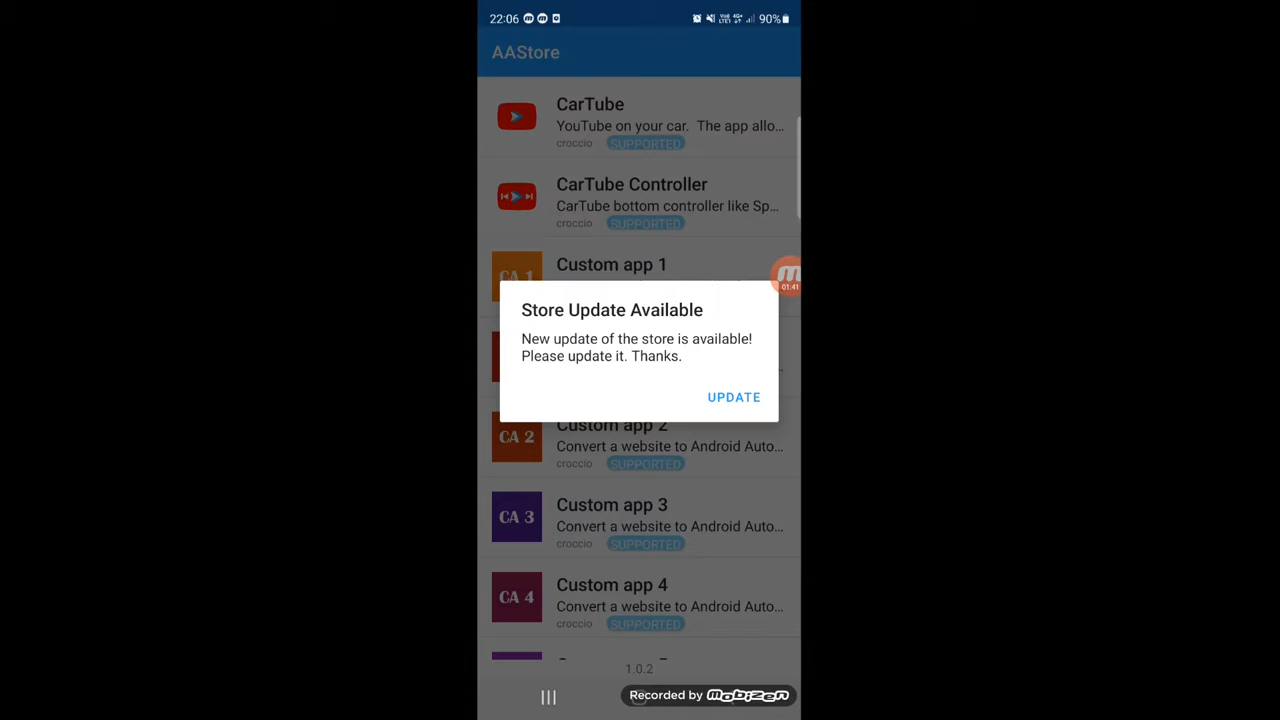 22:06
90%
AAStore
CarTube
YouTube on your car. The app allo...
croccio SUPPORTED
CarTube Controller
CarTube bottom controller like Sp...
croccio SUPPORTED
CA 1
Custom app 1
01:41
Store Update Available
New update of the store is available!
Please update it. Thanks.
UPDATE
CA 2
Custom app 2
Convert a website to Android Auto...
croccio SUPPORTED
CA 3
Custom app 3
Convert a website to Android Auto...
croccio SUPPORTED
CA 4
Custom app 4
Convert a website to Android Auto...
croccio SUPPORTED
1.0.2
Recorded by mobizen